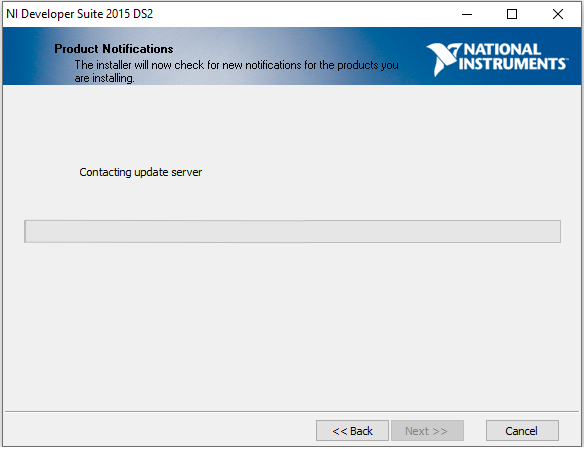 NI Developer Suite 2015 DS2
Product Notifications
The installer will now check for new notifications for the products you
are installing.
NATIONAL
INSTRUMENTS
Contacting update server
<< Back
Next >>
Cancel